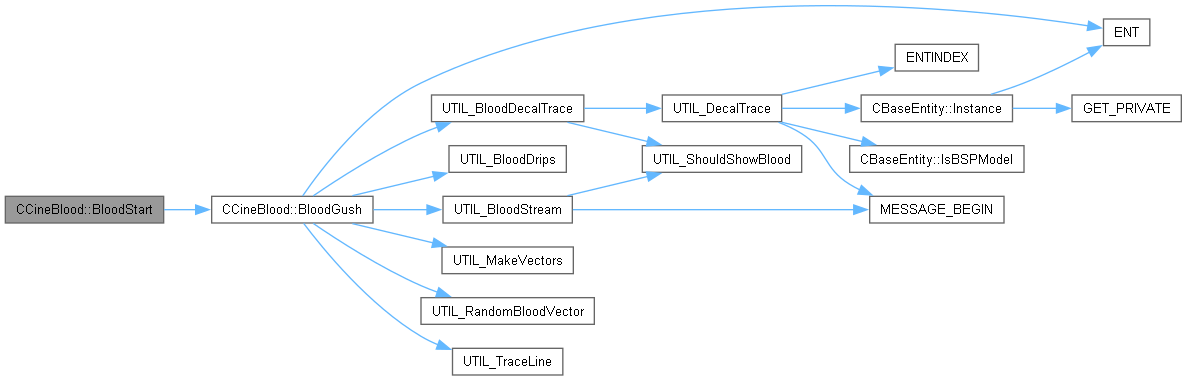 ENT
ENTINDEX
UTIL_BloodDecalTrace
UTIL_DecalTrace
CBaseEntity::Instance
GET_PRIVATE
UTIL_BloodDrips
UTIL_ShouldShowBlood
CBaseEntity::IsBSPModel
CCineBlood::BloodStart
CCineBlood::BloodGush
UTIL_BloodStream
MESSAGE_BEGIN
UTIL_MakeVectors
UTIL_RandomBloodVector
UTIL_TraceLine